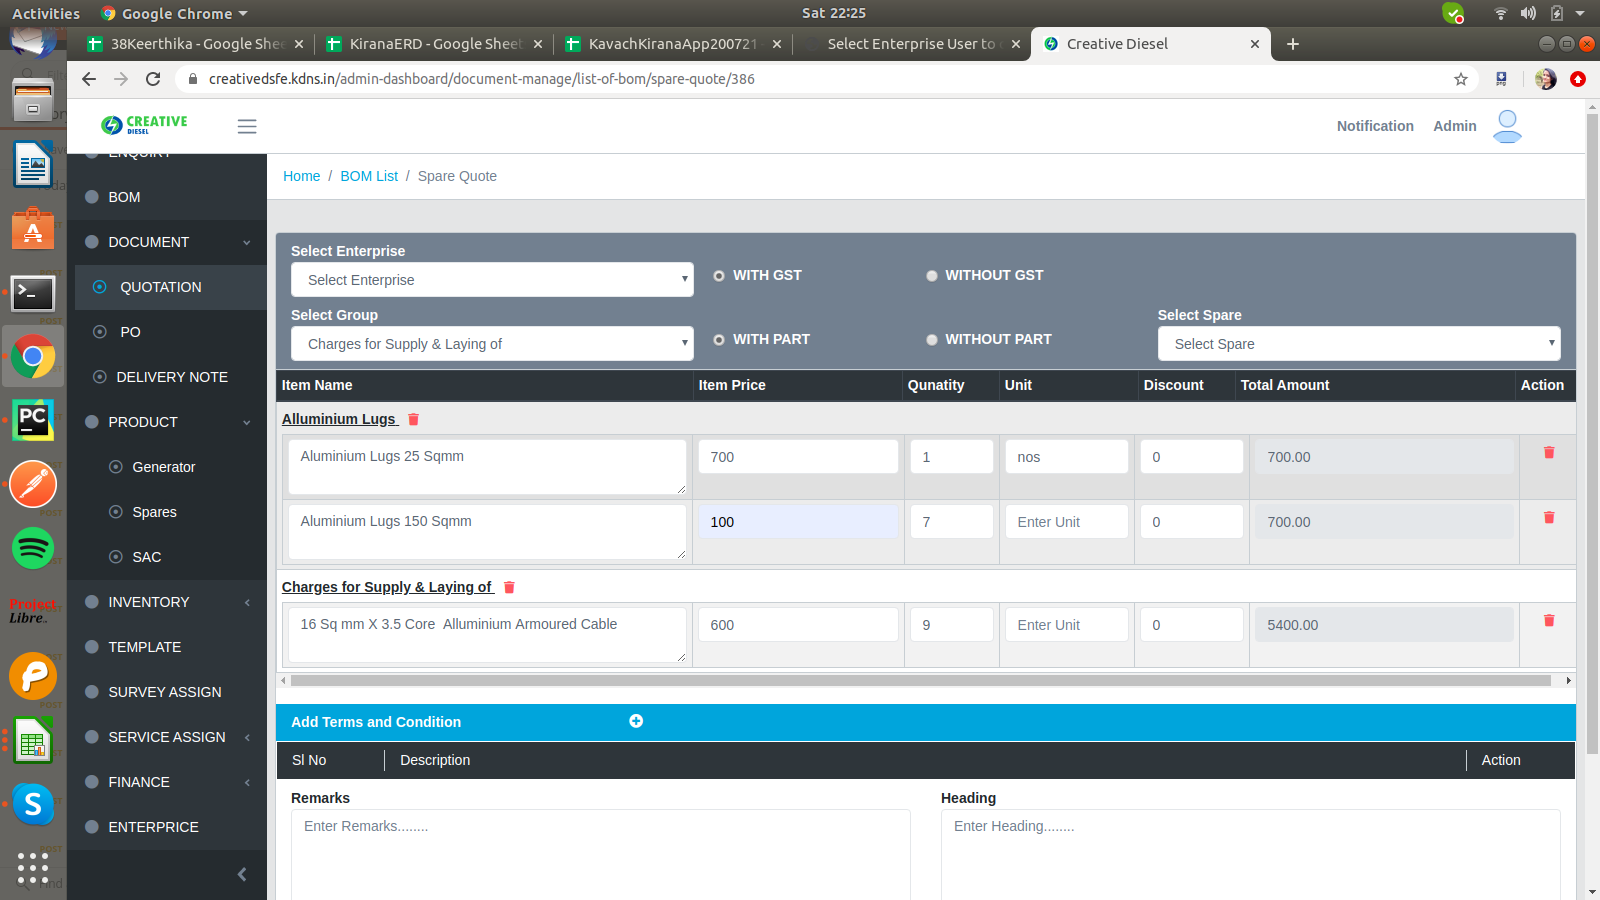 Activities
Google Chrome
Sat 22:25
38Keerthika - Google Shee
KiranaERD - Google Sheet
KavachKiranaApp200721
Select Enterprise User to
Creative Diesel
creativedsfe.kdns.in/admin-dashboard/document-manage/list-of-bom/spare-quote/386
CREATIVE
DIESEL
Notification
Admin
ENQUIRY
BOM
DOCUMENT
QUOTATION
PO
DELIVERY NOTE
PRODUCT
Generator
Spares
SAC
INVENTORY
TEMPLATE
SURVEY ASSIGN
SERVICE ASSIGN
FINANCE
ENTERPRICE
Home / BOM List / Spare Quote
Select Enterprise
Select Enterprise
WITH GST
WITHOUT GST
Select Group
Charges for Supply & Laying of
WITH PART
WITHOUT PART
Select Spare
Select Spare
Item Name Item Price Qunatity Unit Discount Total Amount Action
Alluminium Lugs
Aluminium Lugs 25 Sqmm 700 1 nos 0 700.00
Aluminium Lugs 150 Sqmm 100 7 Enter Unit 0 700.00
Charges for Supply & Laying of
16 Sq mm X 3.5 Core  Alluminium Armoured Cable 600 9 Enter Unit 0 5400.00
Add Terms and Condition
Sl No Description Action
Remarks
Enter Remarks........
Heading
Enter Heading........
PC
Project
Libre
S